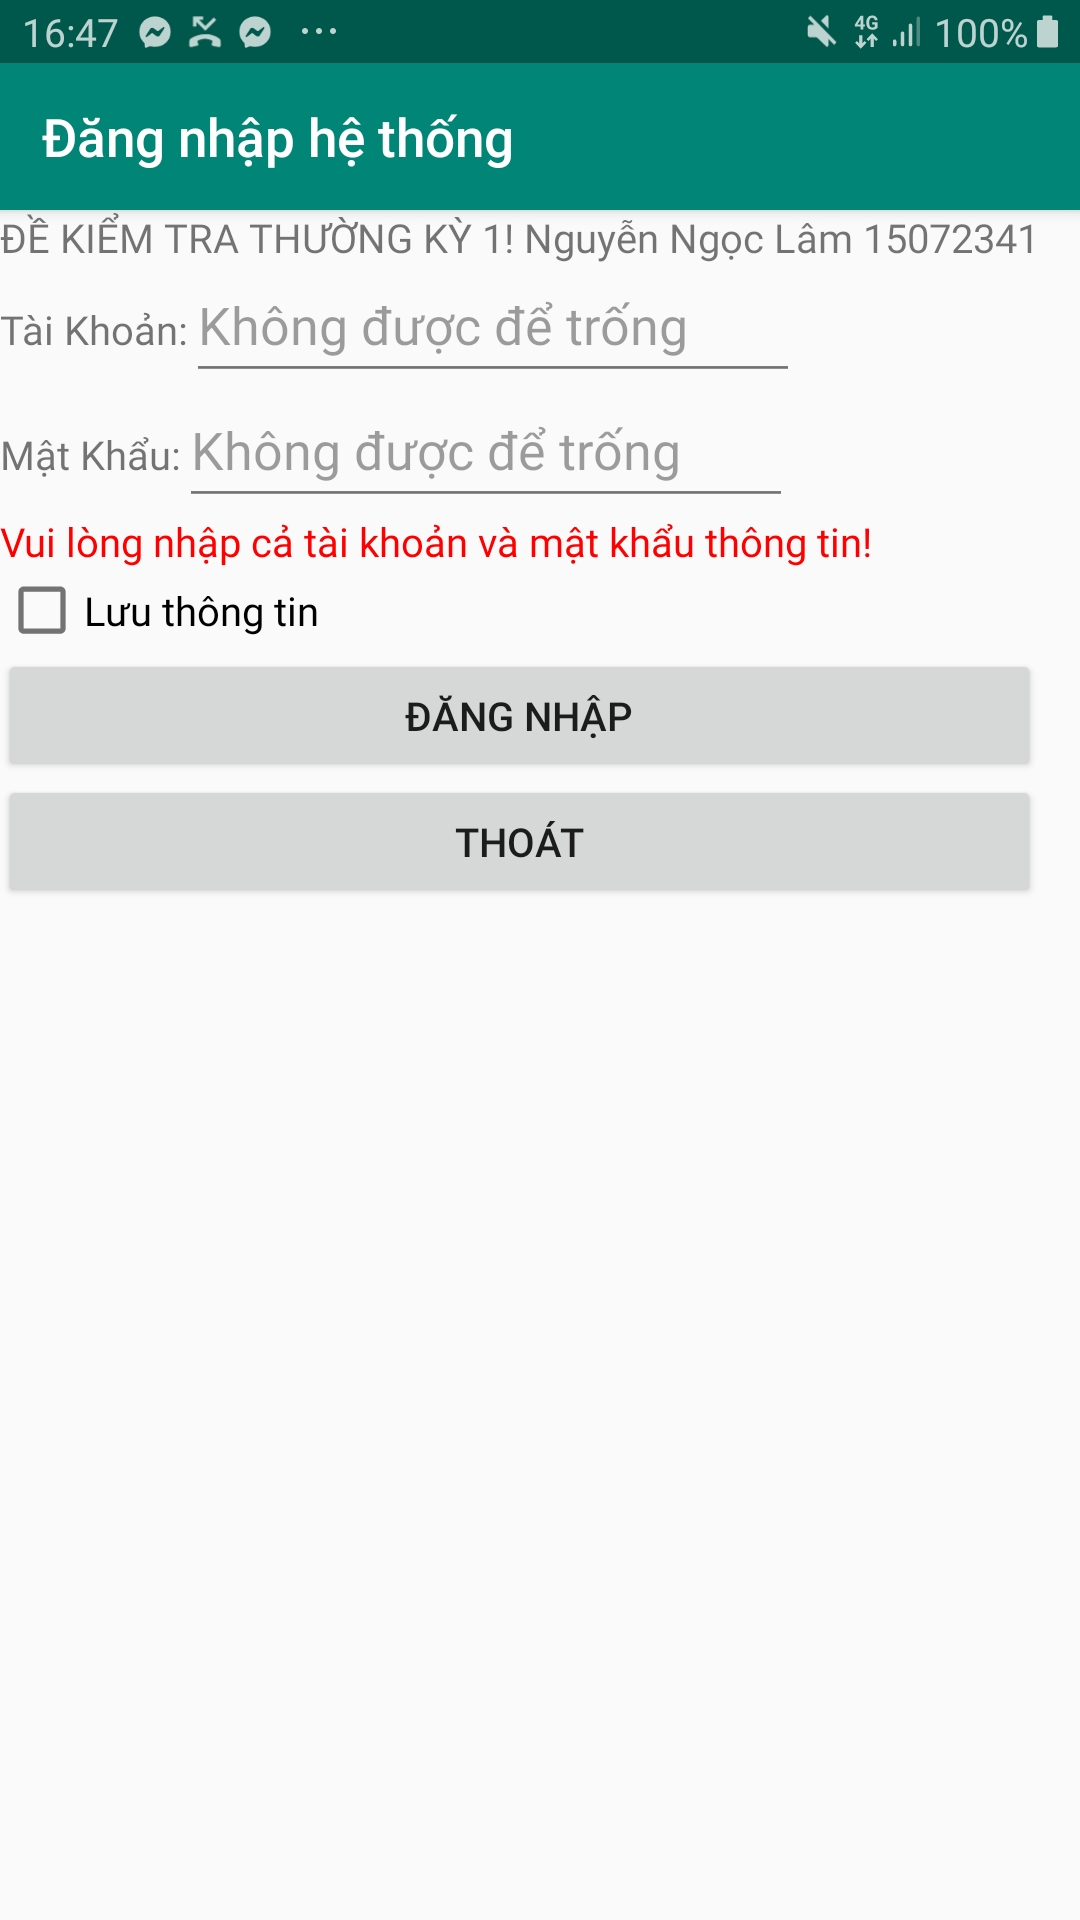 16:47 4G 100%
Đăng nhập hệ thống
ĐỀ KIỂM TRA THƯỜNG KỲ 1! Nguyễn Ngọc Lâm 15072341
Tài Khoản: Không được để trống
Mật Khẩu: Không được để trống
Vui lòng nhập cả tài khoản và mật khẩu thông tin!
Lưu thông tin
ĐĂNG NHẬP
THOÁT